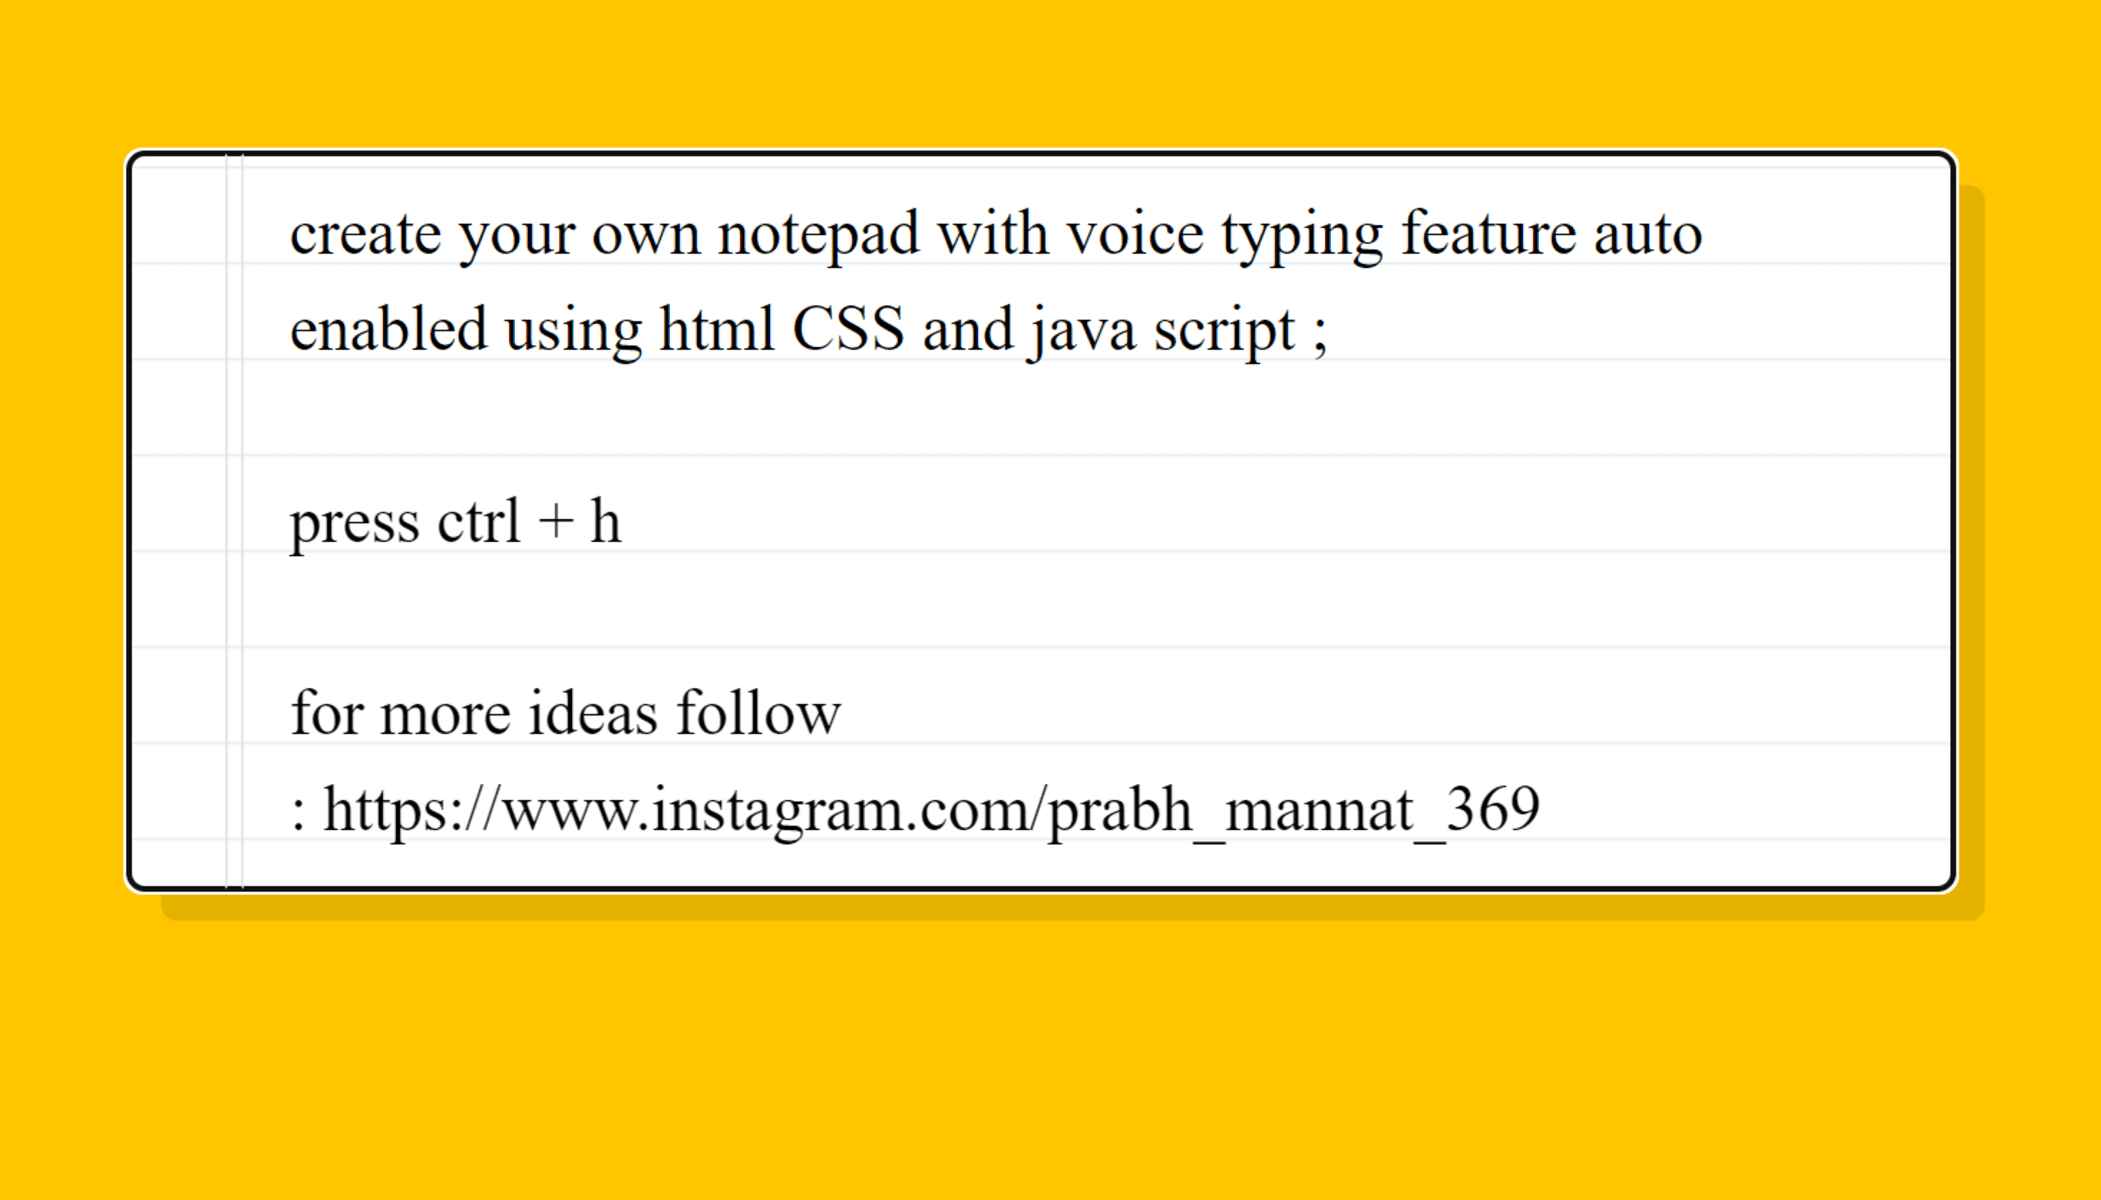 create your own notepad with voice typing feature auto
enabled using html CSS and java script ;
press ctrl + h
for more ideas follow
: https://www.instagram.com/prabh_mannat_369